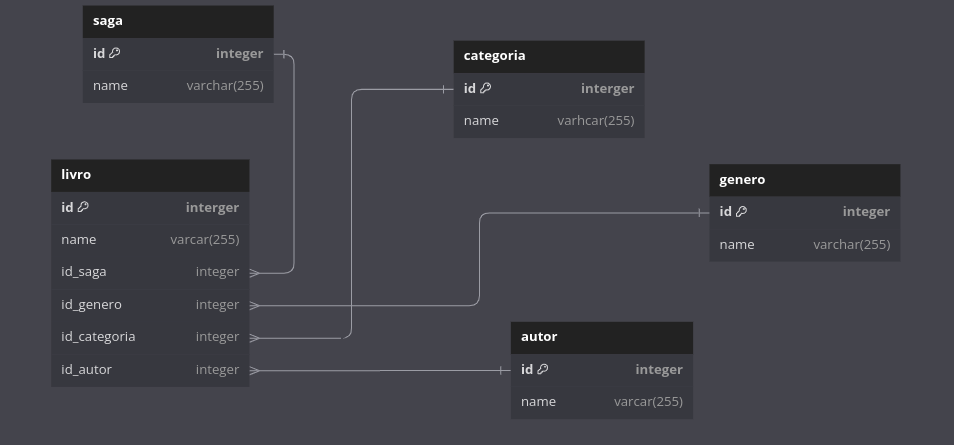 saga
id integer
name varchar(255)
categoria
id interger
name varhcar(255)
livro
id interger
name varcar(255)
id_saga integer
id_genero integer
id_categoria integer
id_autor integer
genero
id integer
name varchar(255)
autor
id integer
name varcar(255)